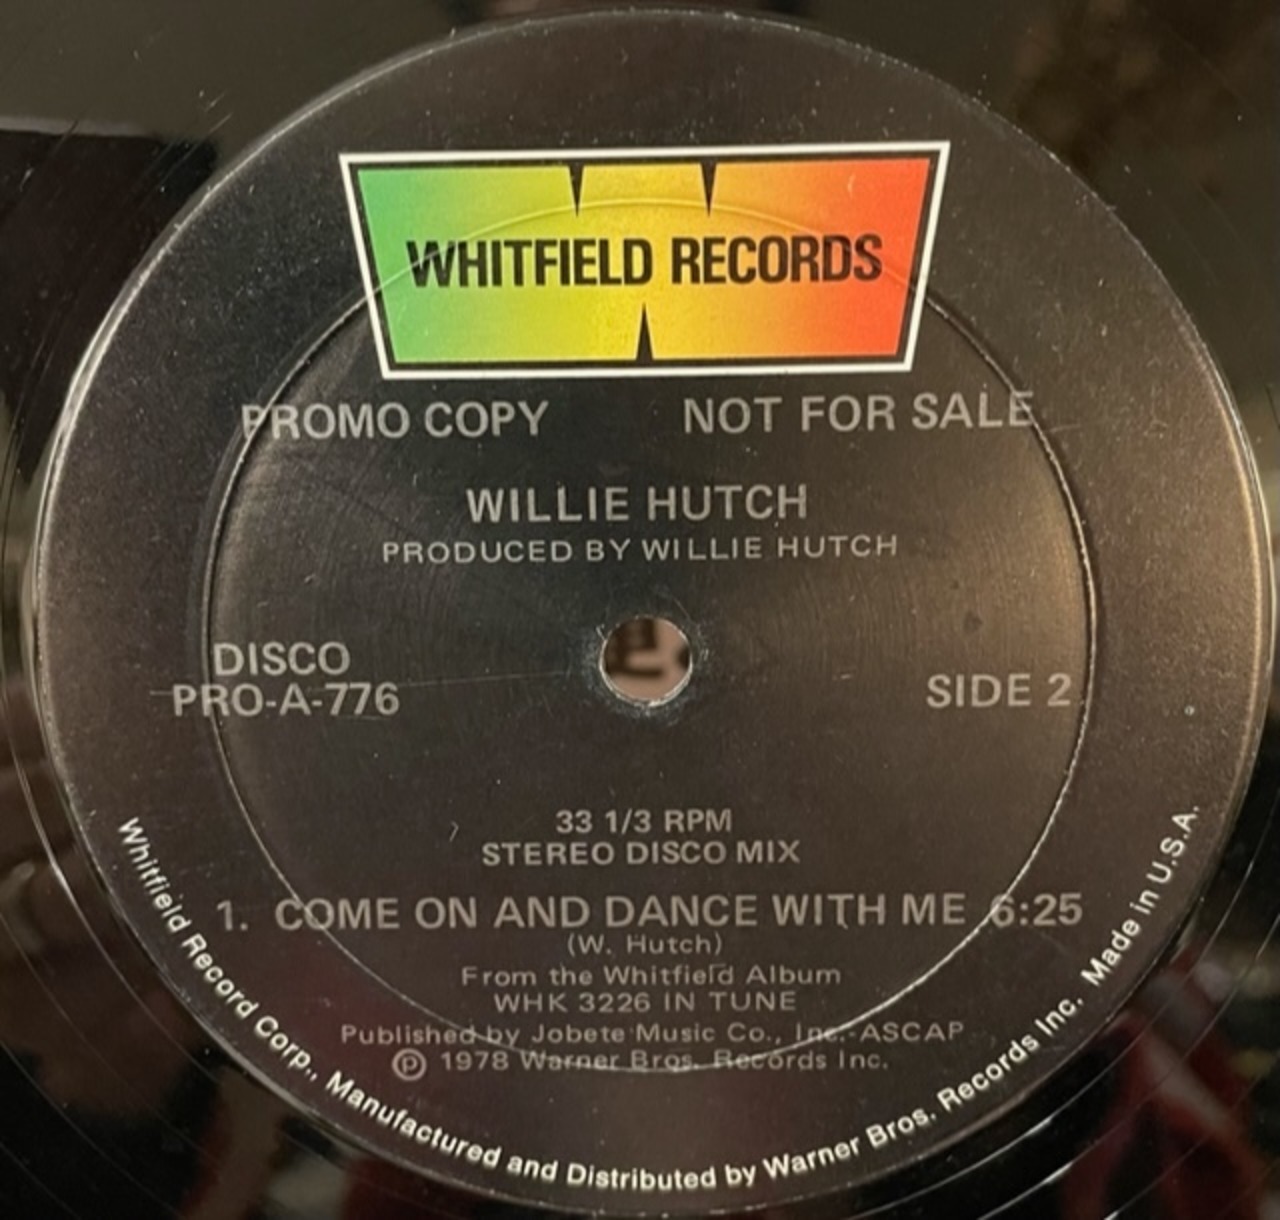 WHITFIELD RECORDS
PROMO COPY NOT FOR SALE
WILLIE HUTCH
PRODUCED BY WILLIE HUTCH
DISCO
PRO-A-776
SIDE 2
33 1/3 RPM
STEREO DISCO MIX
1. COME ON AND DANCE WITH ME 6:25
(W. Hutch)
From the Whitfield Album
WHK 3226 IN TUNE
Published by Jobete Music Co., Inc.-ASCAP
℗ 1978 Warner Bros. Records Inc.
Whitfield Record Corp., Manufactured and Distributed by Warner Bros. Records Inc. Made in U.S.A.